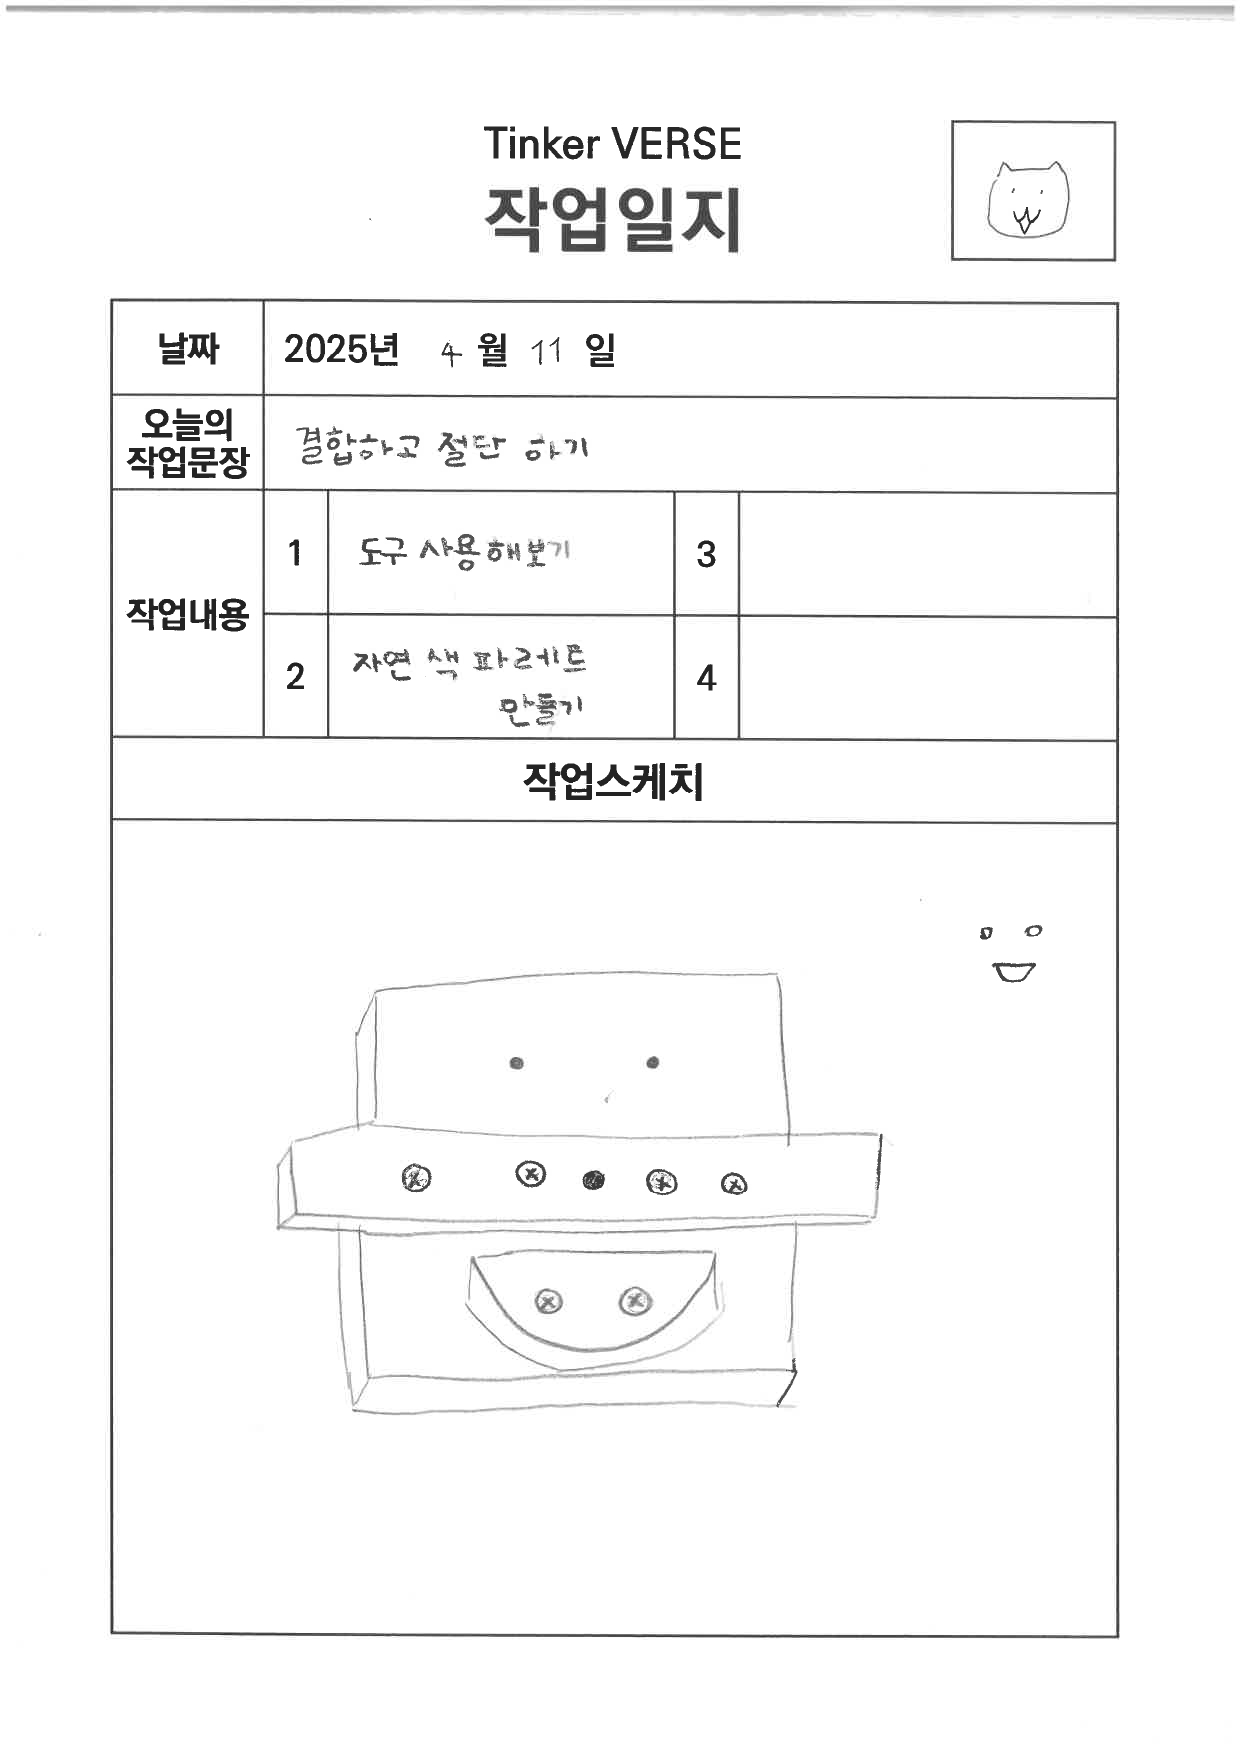 Tinker VERSE
작업일지
날짜
2025년 4 월 11 일
오늘의
작업문장
결합하고 절단 하기
작업내용
1
도구 사용해보기
3
2
자연 색 파레트
만들기
4
작업스케치